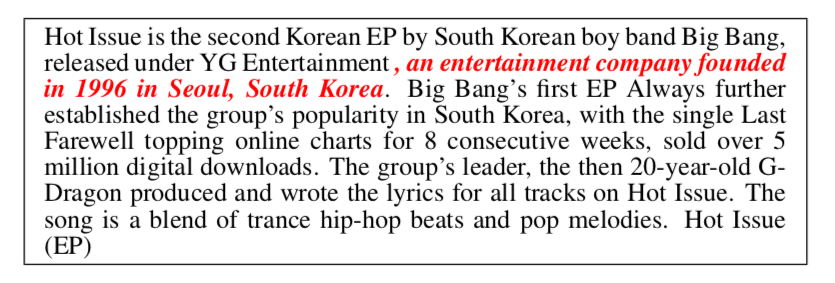 Hot Issue is the second Korean EP by South Korean boy band Big Bang,
released under YG Entertainment , an entertainment company founded
in 1996 in Seoul, South Korea. Big Bang's first EP Always further
established the group's popularity in South Korea, with the single Last
Farewell topping online charts for 8 consecutive weeks, sold over 5
million digital downloads. The group's leader, the then 20-year-old G-
Dragon produced and wrote the lyrics for all tracks on Hot Issue. The
song is a blend of trance hip-hop beats and pop melodies. Hot Issue
(EP)